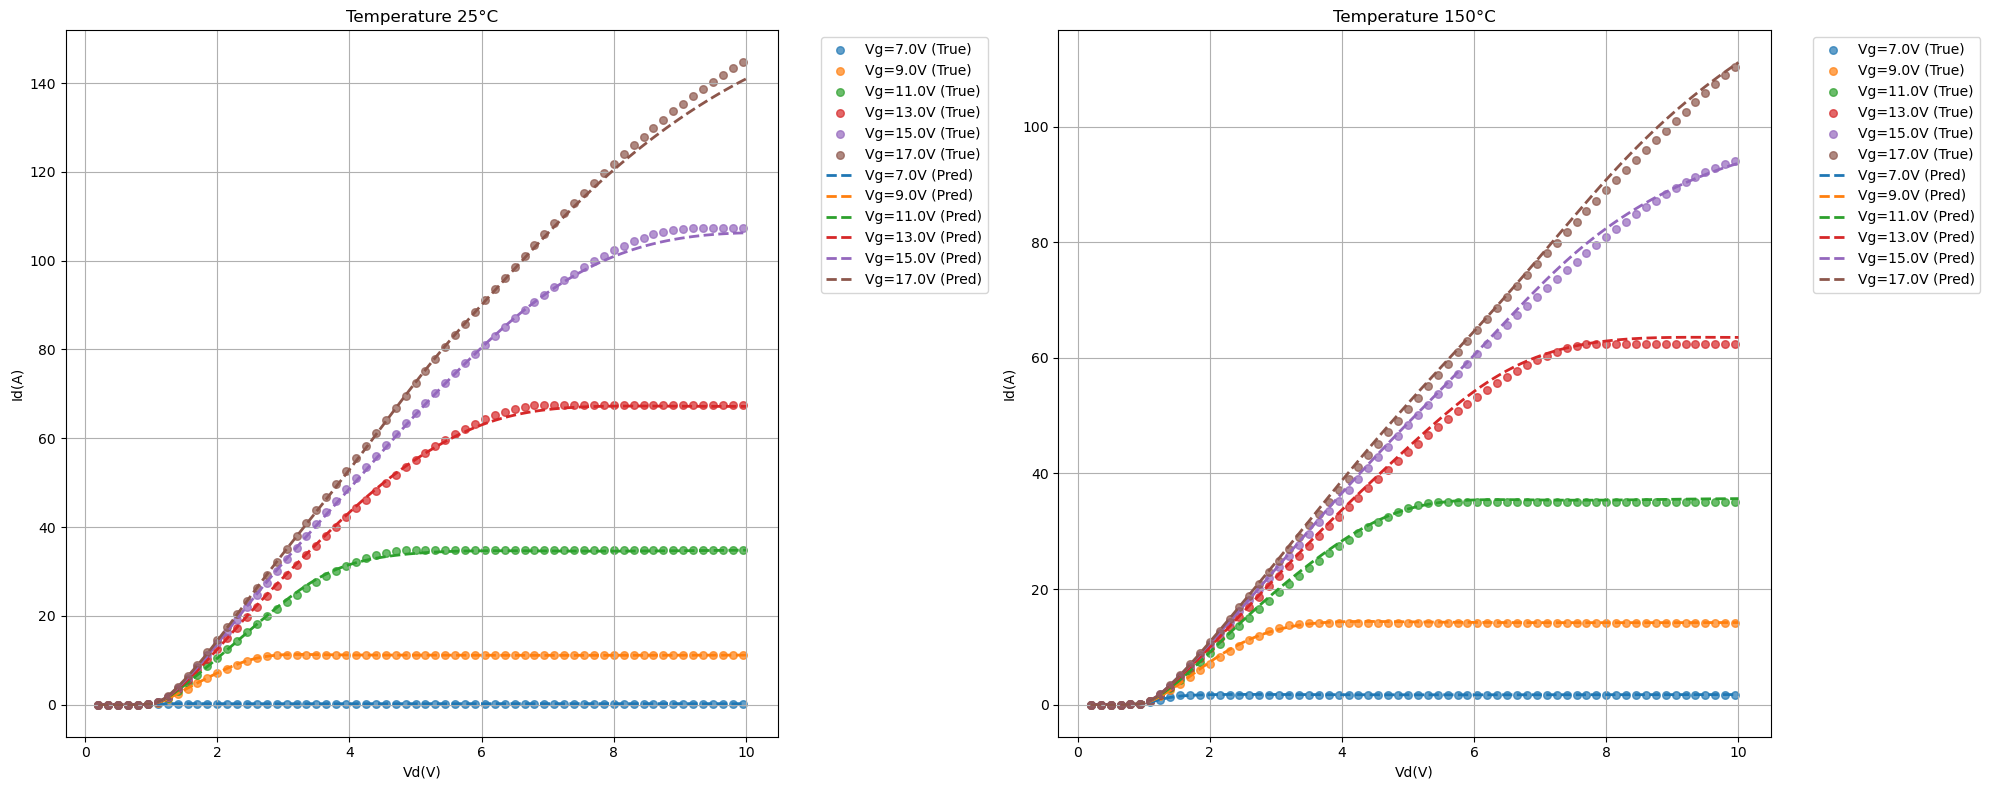 Temperature 25°C
140
120
100
80
60
40
20
0
Id(A)
0
2
4
6
8
10
Vd(V)
Vg=7.0V (True)
Vg=9.0V (True)
Vg=11.0V (True)
Vg=13.0V (True)
Vg=15.0V (True)
Vg=17.0V (True)
Vg=7.0V (Pred)
Vg=9.0V (Pred)
Vg=11.0V (Pred)
Vg=13.0V (Pred)
Vg=15.0V (Pred)
Vg=17.0V (Pred)
Temperature 150°C
100
80
60
40
20
0
Id(A)
0
2
4
6
8
10
Vd(V)
Vg=7.0V (True)
Vg=9.0V (True)
Vg=11.0V (True)
Vg=13.0V (True)
Vg=15.0V (True)
Vg=17.0V (True)
Vg=7.0V (Pred)
Vg=9.0V (Pred)
Vg=11.0V (Pred)
Vg=13.0V (Pred)
Vg=15.0V (Pred)
Vg=17.0V (Pred)